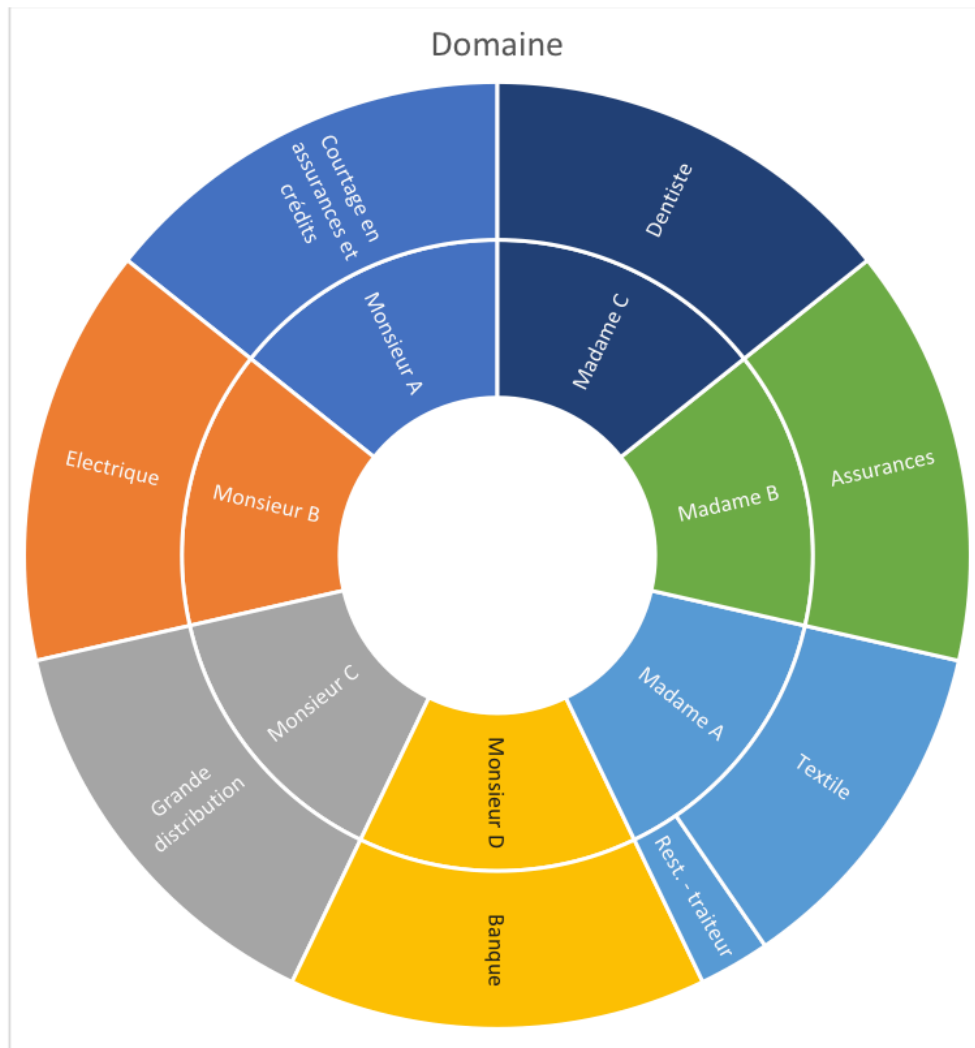 Domaine
Dentiste
Madame C
Assurances
Madame B
Textile
Rest. - traiteur
Madame A
Banque
Monsieur D
Grande
distribution
Monsieur C
Electrique
Monsieur B
Courtage en
assurances et
crédits
Monsieur A